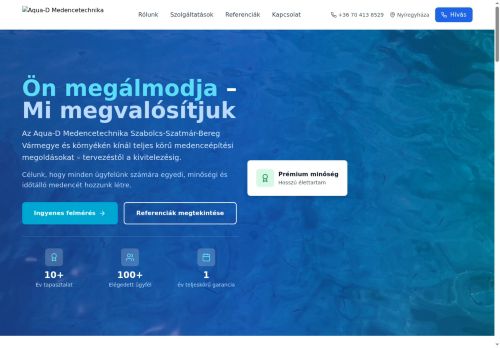 Aqua-D Medencetechnika
Rólunk
Szolgáltatások
Referenciák
Kapcsolat
+36 70 413 8529
Nyíregyháza
Hívás
Ön megálmodja –
Mi megvalósítjuk
Az Aqua-D Medencetechnika Szabolcs-Szatmár-Bereg
Vármegye és környékén kínál teljes körű medenceépítési
megoldásokat – tervezéstől a kivitelezésig.
Célunk, hogy minden ügyfelünk számára egyedi, minőségi és
időtálló medencét hozzunk létre.
Prémium minőség
Hosszú élettartam
Ingyenes felmérés →
Referenciák megtekintése
10+
Év tapasztalat
100+
Elégedett ügyfél
1
év teljeskörű garancia